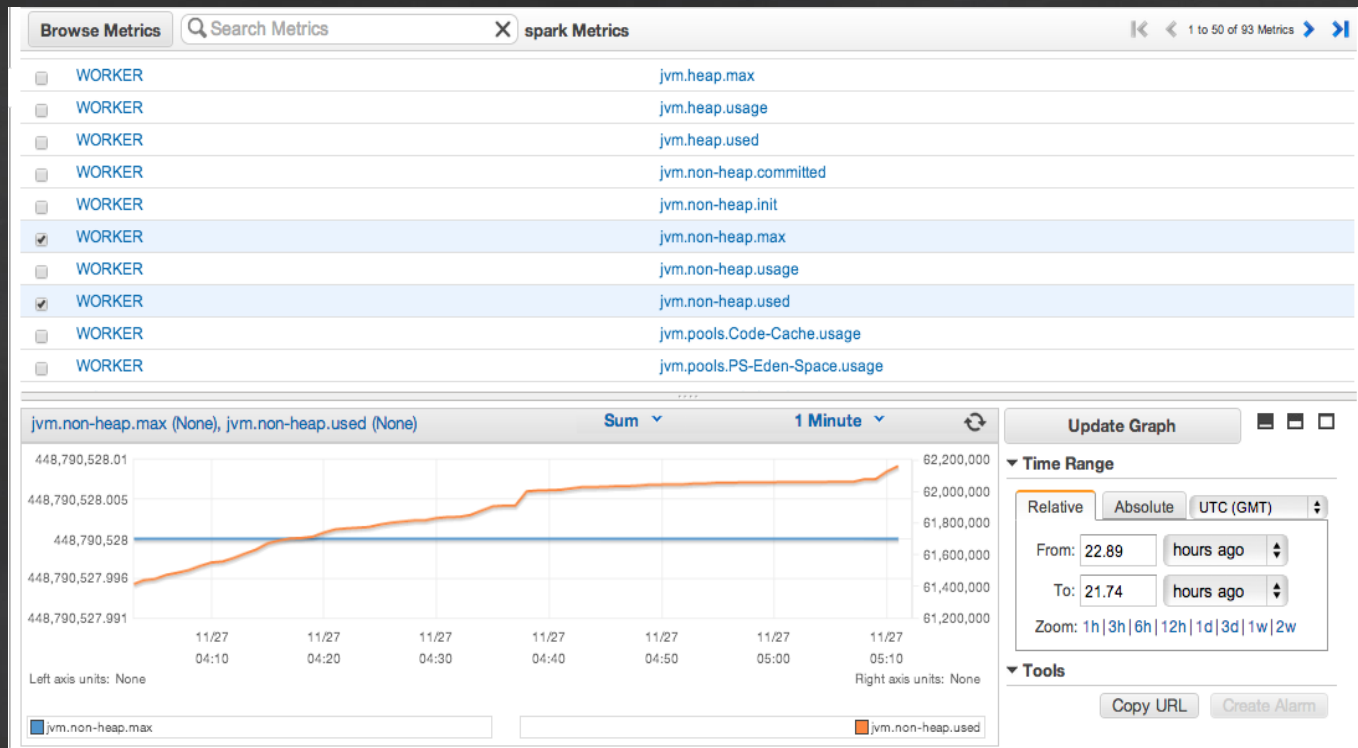 Browse Metrics Search Metrics X spark Metrics 1 to 50 of 93 Metrics
WORKER jvm.heap.max
WORKER jvm.heap.usage
WORKER jvm.heap.used
WORKER jvm.non-heap.committed
WORKER jvm.non-heap.init
WORKER jvm.non-heap.max
WORKER jvm.non-heap.usage
WORKER jvm.non-heap.used
WORKER jvm.pools.Code-Cache.usage
WORKER jvm.pools.PS-Eden-Space.usage
jvm.non-heap.max (None), jvm.non-heap.used (None) Sum 1 Minute
448,790,528.01 62,200,000
448,790,528.005 62,000,000
61,800,000
448,790,528
61,600,000
448,790,527.996 61,400,000
448,790,527.991 61,200,000
11/27 11/27 11/27 11/27 11/27 11/27 11/27
04:10 04:20 04:30 04:40 04:50 05:00 05:10
Left axis units: None Right axis units: None
jvm.non-heap.max jvm.non-heap.used
Update Graph
Time Range
Relative Absolute UTC (GMT)
From: 22.89 hours ago
To: 21.74 hours ago
Zoom: 1h|3h|6h|12h|1d|3d|1w|2w
Tools
Copy URL Create Alarm